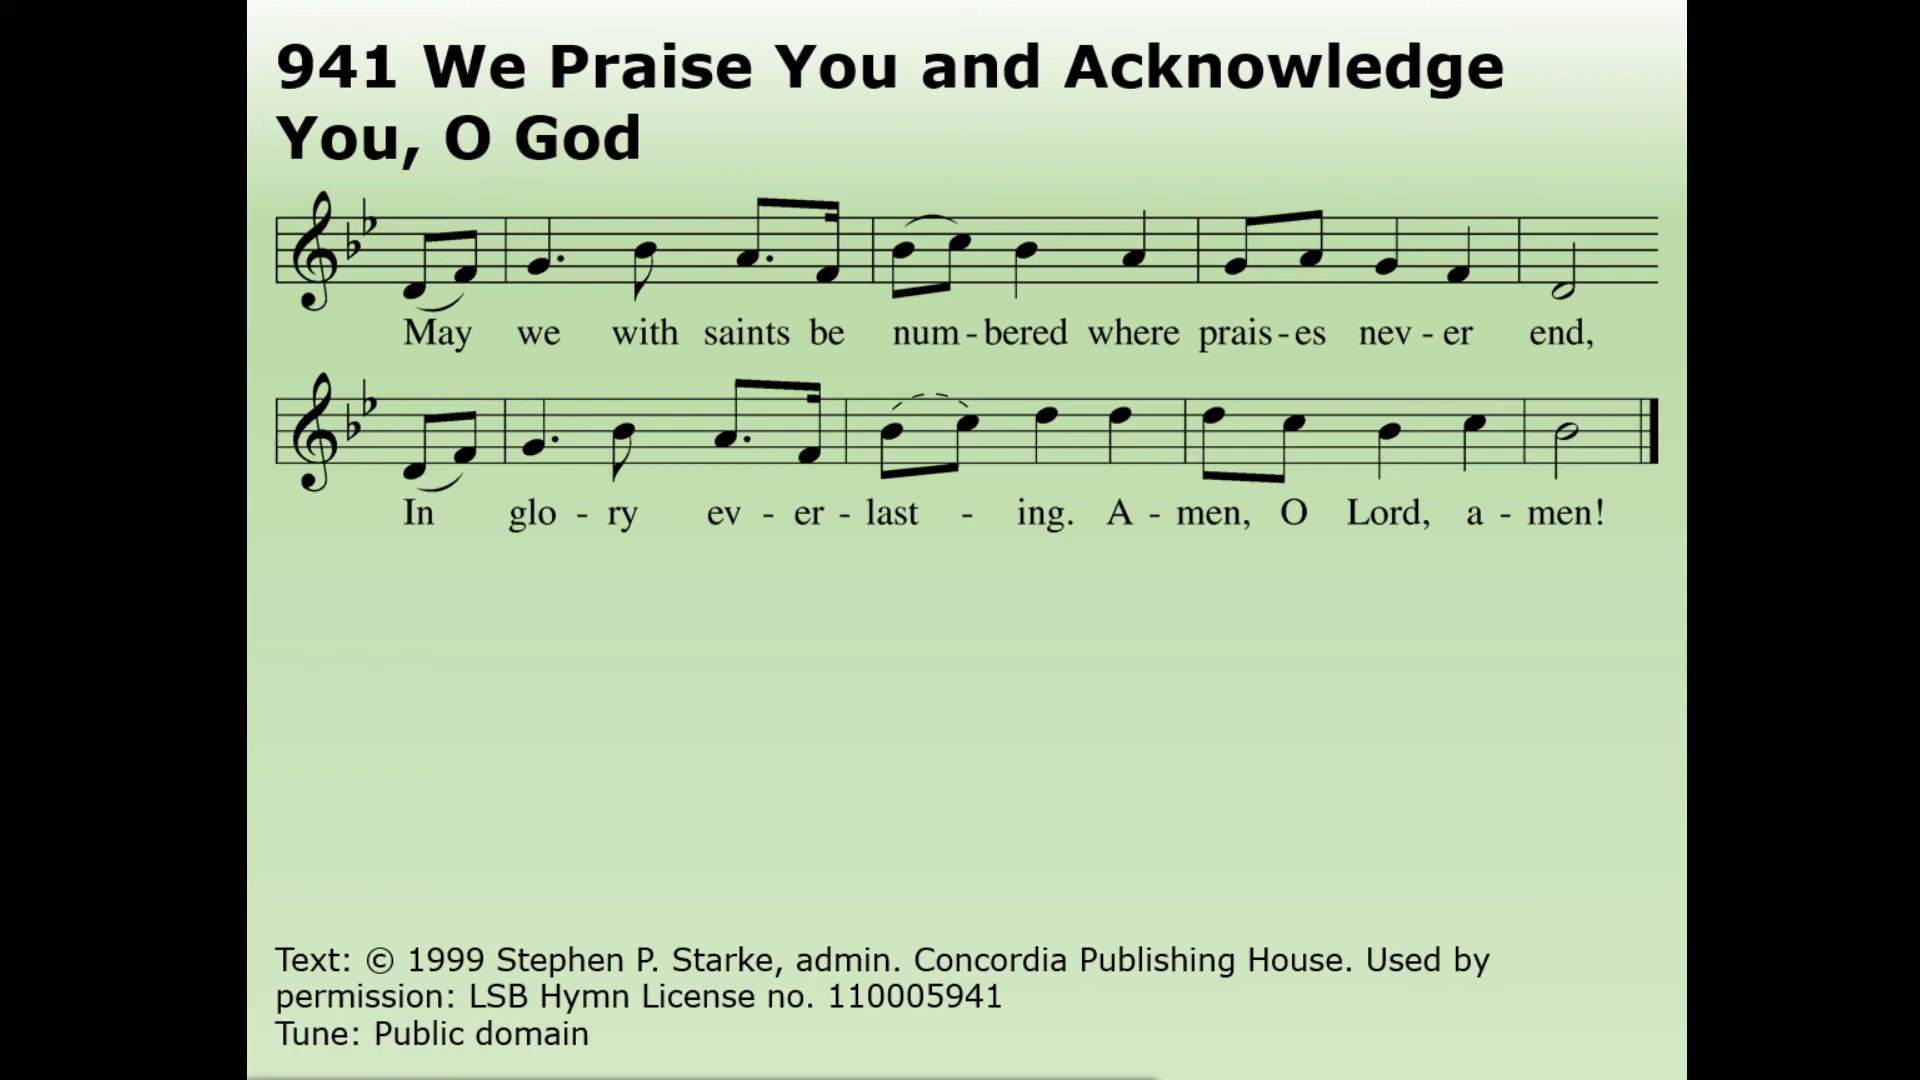 941 We Praise You and Acknowledge
You, O God
May we with saints be num - bered where prais - es nev - er end,
In glo - ry ev - er - last - ing. A - men, O Lord, a - men!
Text: © 1999 Stephen P. Starke, admin. Concordia Publishing House. Used by
permission: LSB Hymn License no. 110005941
Tune: Public domain